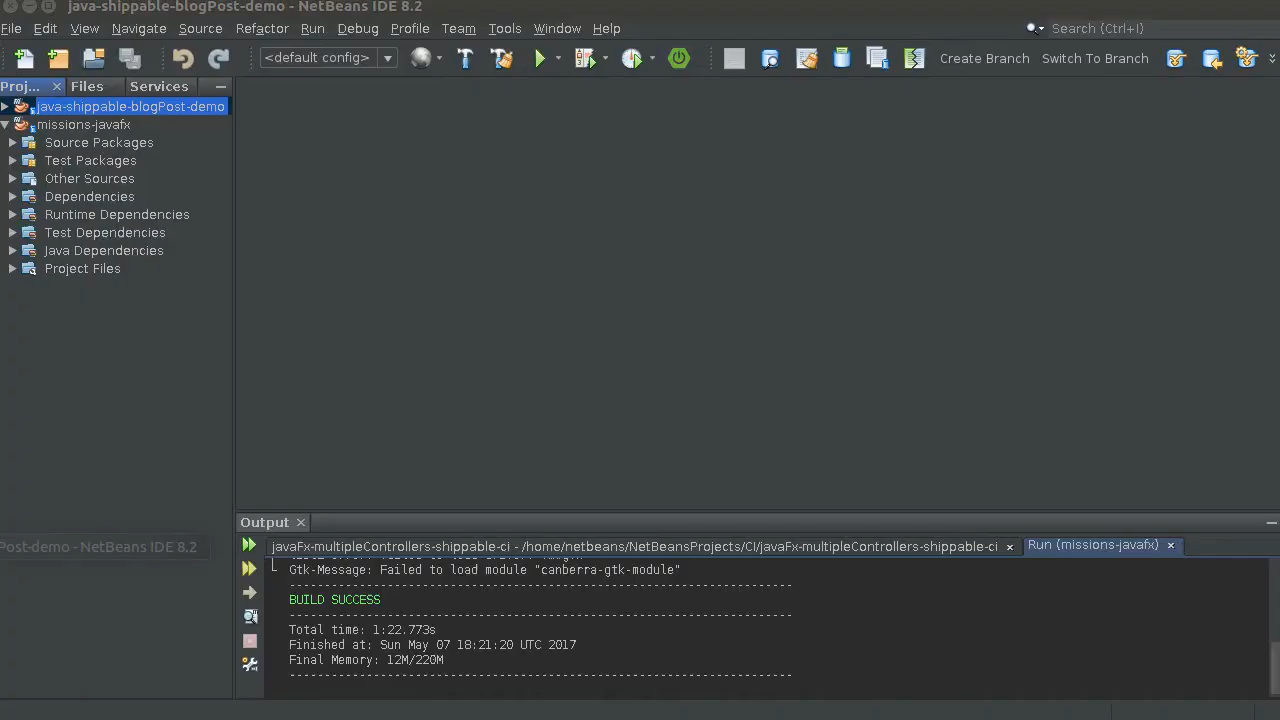 java-shippable-blogPost-demo - NetBeans IDE 8.2
File Edit View Navigate Source Refactor Run Debug Profile Team Tools Window Help Search (Ctrl+I)
<default config> Create Branch Switch To Branch
Proj... Files Services
java-shippable-blogPost-demo
missions-javafx
Source Packages
Test Packages
Other Sources
Dependencies
Runtime Dependencies
Test Dependencies
Java Dependencies
Project Files
Output
Post-demo - NetBeans IDE 8.2
javaFx-multipleControllers-shippable-ci - /home/netbeans/NetBeansProjects/CI/javaFx-multipleControllers-shippable-ci Run (missions-javafx)
Gtk-Message: Failed to load module "canberra-gtk-module"
------------------------------------------------------------------------
BUILD SUCCESS
------------------------------------------------------------------------
Total time: 1:22.773s
Finished at: Sun May 07 18:21:20 UTC 2017
Final Memory: 12M/220M
------------------------------------------------------------------------